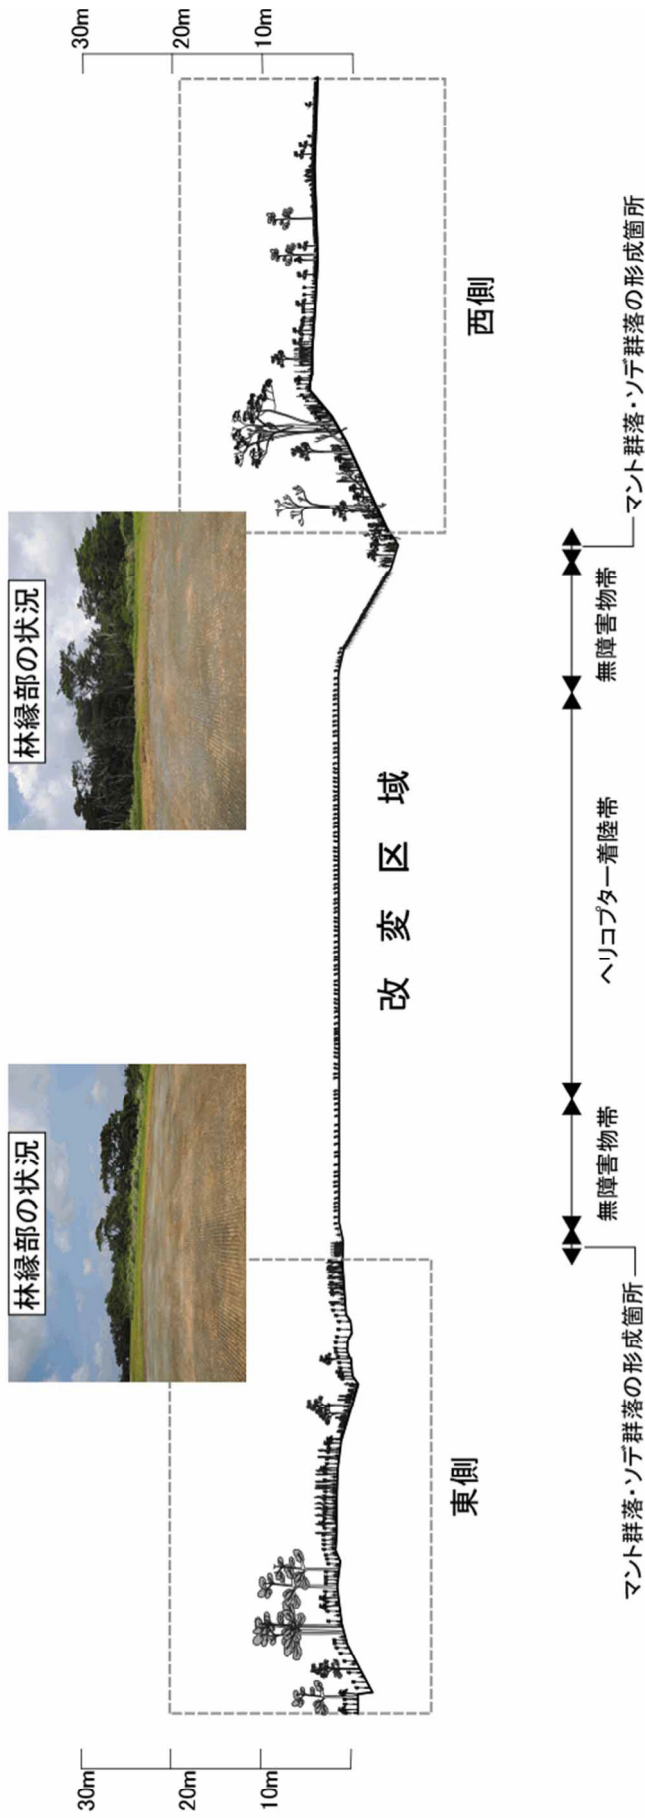 30m
20m
10m
林縁部の状況
林縁部の状況
30m
20m
10m
東側
改変区域
西側
無障害物帯
ヘリコプター着陸帯
無障害物帯
マント群落・ソデ群落の形成箇所
マント群落・ソデ群落の形成箇所